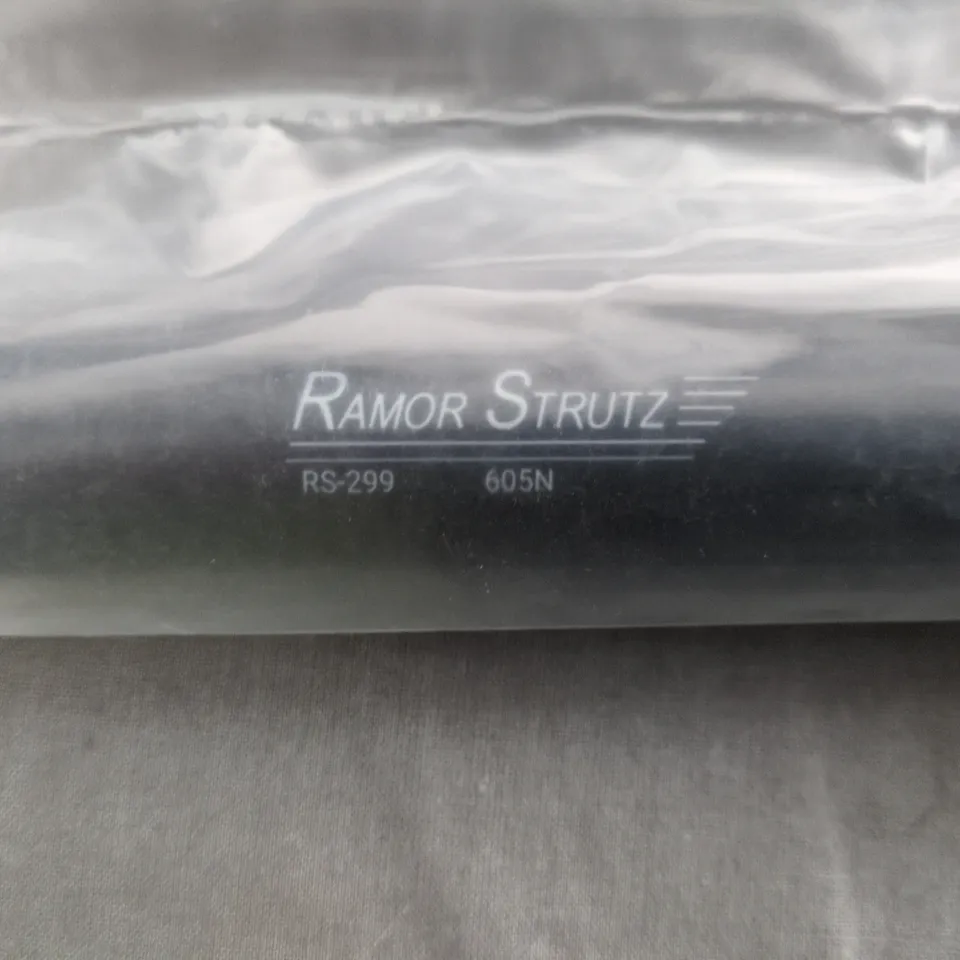 RAMOR STRUTZ
RS-299 605N